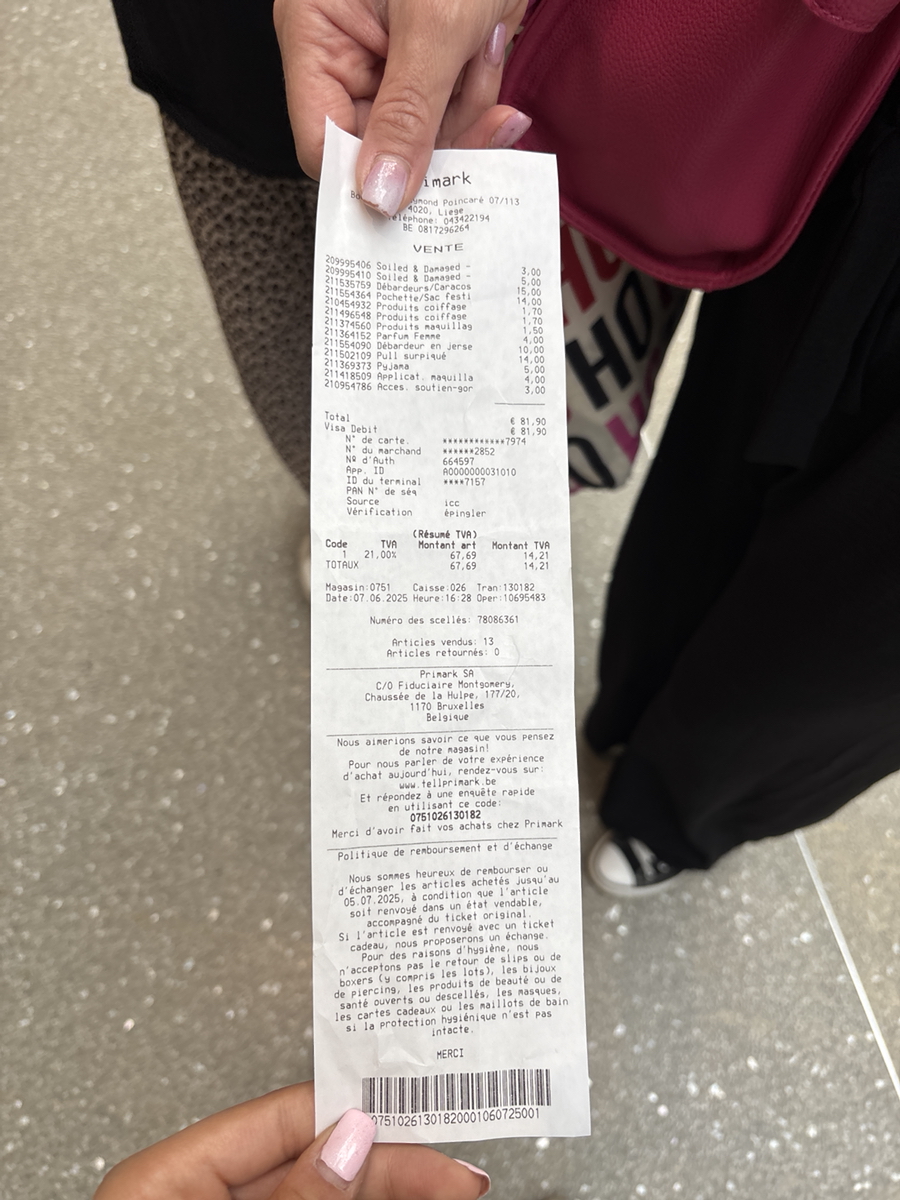 imark
ymond Poincaré 07/113
4020, Liege
éléphone: 043422194
BE 0817296264
VENTE
209995406 Soiled & Damaged - 3,00
209995410 Soiled & Damaged - 5,00
211535759 Débardeurs/Caracos 15,00
211554364 Pochette/Sac festi 14,00
210454932 Produits coiffage 1,70
211496548 Produits coiffage 1,70
211374560 Produits maquillag 1,50
211364152 Parfum Femme 4,00
211554090 Débardeur en jerse 10,00
211502109 Pull surpiqué 14,00
211369373 Pyjama 5,00
211418509 Applicat. maquilla 4,00
210954786 Acces. soutien-gor 3,00
Total € 81,90
Visa Debit € 81,90
N° de carte. ************7974
N° du marchand ******2852
Nº d'Auth 664597
App. ID A0000000031010
ID du terminal ****7157
PAN N° de séq
Source icc
Vérification épingler
(Résumé TVA)
Code TVA Montant art Montant TVA
1 21,00% 67,69 14,21
TOTAUX 67,69 14,21
Magasin:0751 Caisse:026 Tran:130182
Date:07.06.2025 Heure:16:28 Oper:10695483
Numéro des scellés: 78086361
Articles vendus: 13
Articles retournés: 0
Primark SA
C/O Fiduciaire Montgomery,
Chaussée de la Hulpe, 177/20,
1170 Bruxelles
Belgique
Nous aimerions savoir ce que vous pensez
de notre magasin!
Pour nous parler de votre expérience
d'achat aujourd'hui, rendez-vous sur:
www.tellprimark.be
Et répondez à une enquête rapide
en utilisant ce code:
0751026130182
Merci d'avoir fait vos achats chez Primark
Politique de remboursement et d'échange
Nous sommes heureux de rembourser ou
d'échanger les articles achetés jusqu'au
05.07.2025, à condition que l'article
soit renvoyé dans un état vendable,
accompagné du ticket original.
Si l'article est renvoyé avec un ticket
cadeau, nous proposerons un échange.
Pour des raisons d'hygiène, nous
n'acceptons pas le retour de slips ou de
boxers (y compris les lots), les bijoux
de piercing, les produits de beauté ou de
santé ouverts ou descellés, les masques,
les cartes cadeaux ou les maillots de bain
si la protection hygiénique n'est pas
intacte.
MERCI
07510261301820001060725001
HO